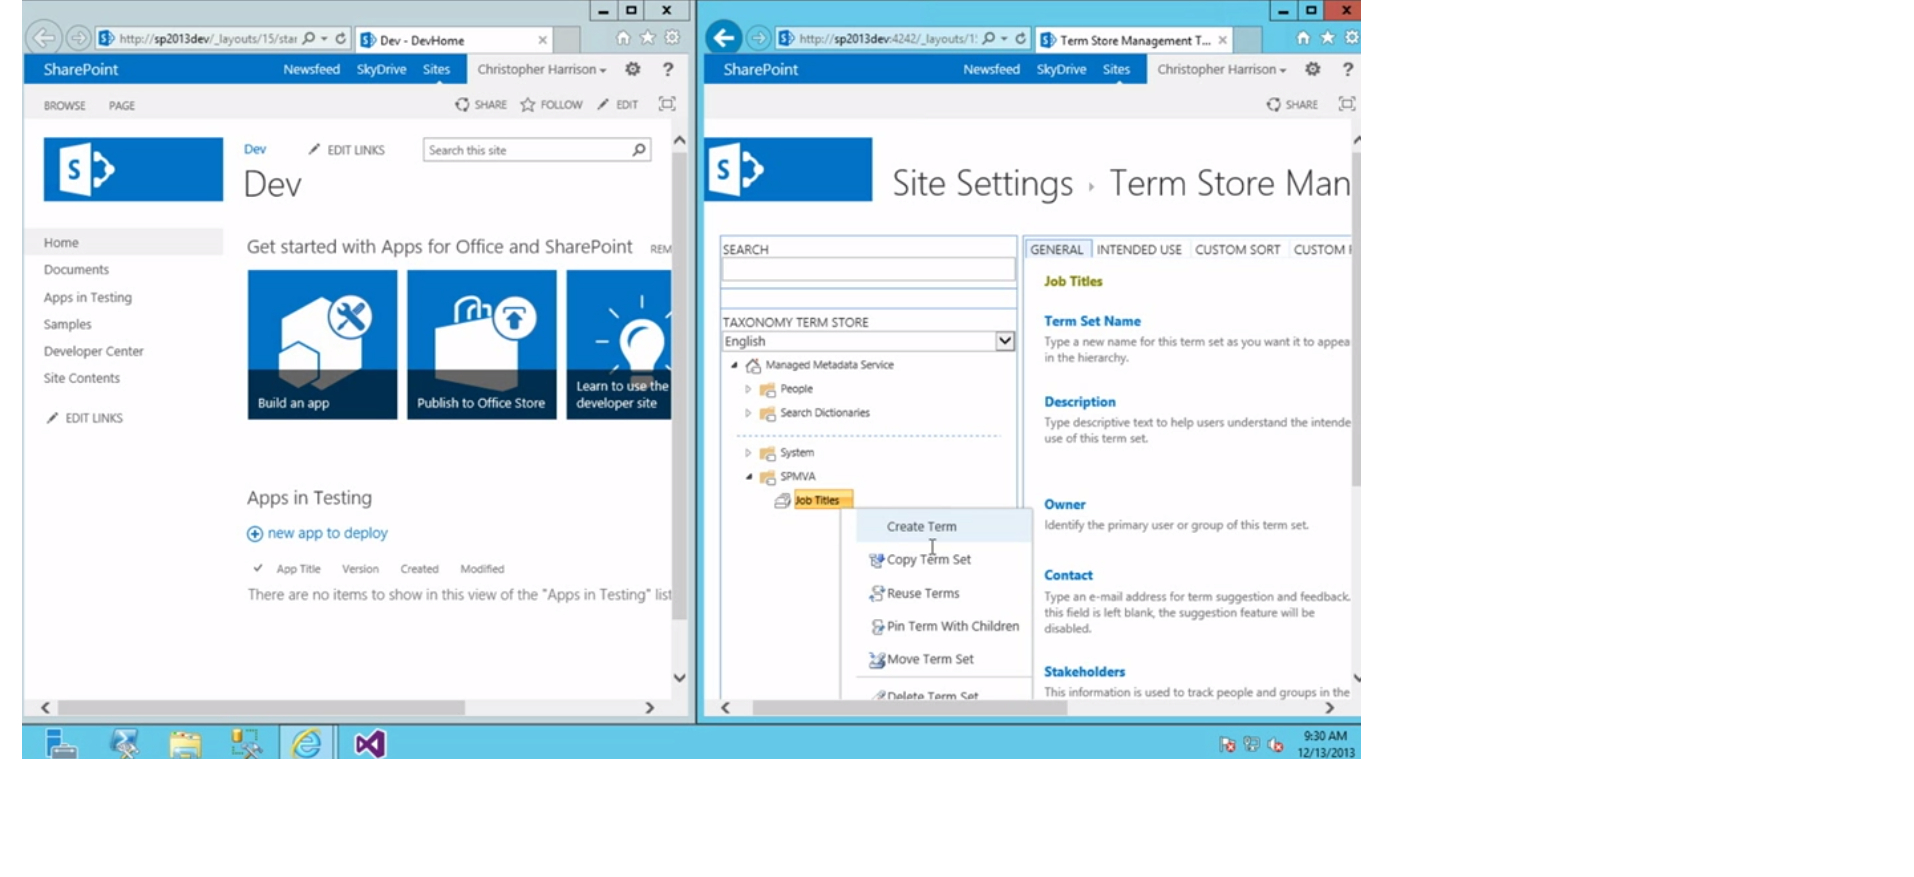 http://sp2013dev/_layouts/15/star
Dev - DevHome
SharePoint
Newsfeed SkyDrive Sites
Christopher Harrison
?
BROWSE PAGE
SHARE FOLLOW EDIT
S
Dev
EDIT LINKS
Search this site
Dev
Home
Documents
Apps in Testing
Samples
Developer Center
Site Contents
EDIT LINKS
Get started with Apps for Office and SharePoint
REM
Build an app
Publish to Office Store
Learn to use the
developer site
Apps in Testing
new app to deploy
App Title Version Created Modified
There are no items to show in this view of the "Apps in Testing" list
http://sp2013dev:4242/_layouts/1
Term Store Management T...
SharePoint
Newsfeed SkyDrive Sites
Christopher Harrison
?
SHARE
S
Site Settings › Term Store Man
SEARCH
TAXONOMY TERM STORE
English
Managed Metadata Service
People
Search Dictionaries
System
SPMVA
Job Titles
Create Term
Copy Term Set
Reuse Terms
Pin Term With Children
Move Term Set
Delete Term Set
GENERAL INTENDED USE CUSTOM SORT CUSTOM
Job Titles
Term Set Name
Type a new name for this term set as you want it to appea
in the hierarchy.
Description
Type descriptive text to help users understand the intende
use of this term set.
Owner
Identify the primary user or group of this term set.
Contact
Type an e-mail address for term suggestion and feedback.
this field is left blank, the suggestion feature will be
disabled.
Stakeholders
This information is used to track people and groups in the
9:30 AM
12/13/2013